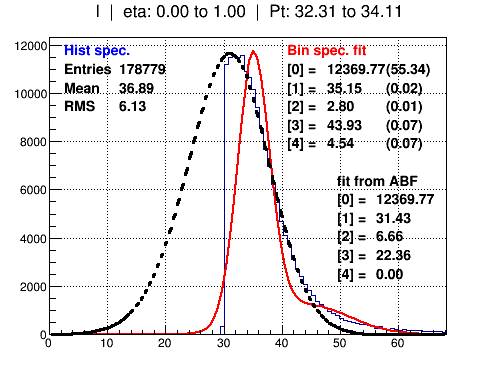 I | eta: 0.00 to 1.00 | Pt: 32.31 to 34.11
Hist spec.
Entries 178779
Mean 36.89
RMS 6.13
Bin spec. fit
[0] = 12369.77(55.34)
[1] = 35.15 (0.02)
[2] = 2.80 (0.01)
[3] = 43.93 (0.07)
[4] = 4.54 (0.07)
fit from ABF
[0] = 12369.77
[1] = 31.43
[2] = 6.66
[3] = 22.36
[4] = 0.00
12000
10000
8000
6000
4000
2000
0
0 10 20 30 40 50 60